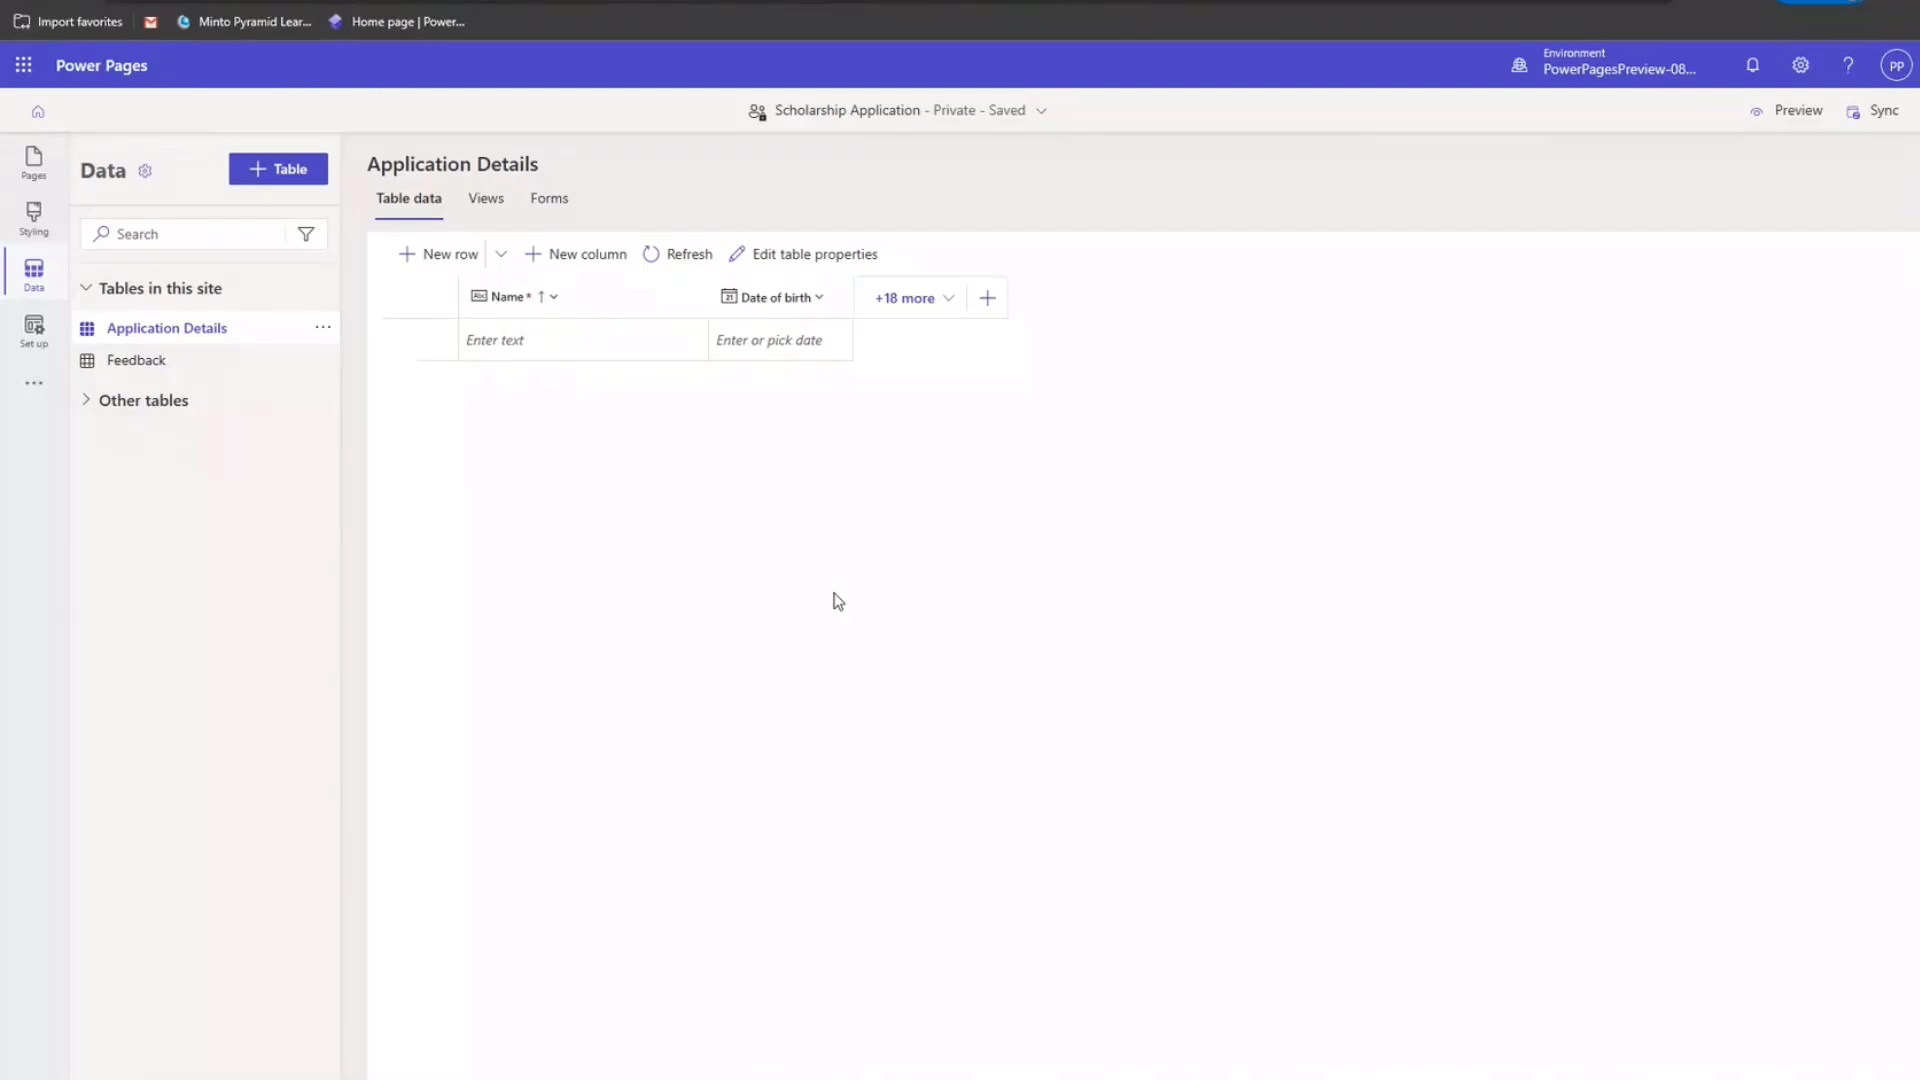 Import favorites
Minto Pyramid Lear...
Home page | Power...
Power Pages
Environment
PowerPagesPreview-08...
?
PP
Scholarship Application - Private - Saved
Preview
Sync
Pages
Styling
Data
Set up
...
Data
+ Table
Search
Tables in this site
Application Details
...
Feedback
Other tables
Application Details
Table data
Views
Forms
+ New row
+ New column
Refresh
Edit table properties
Abc Name * ↑
21 Date of birth
+18 more
+
Enter text
Enter or pick date